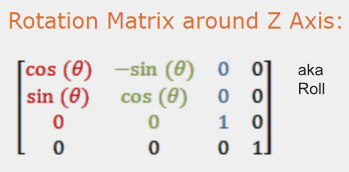 Rotation Matrix around Z Axis:
cos (θ) −sin (θ) 0 0
sin (θ) cos (θ) 0 0
0 0 1 0
0 0 0 1
aka
Roll